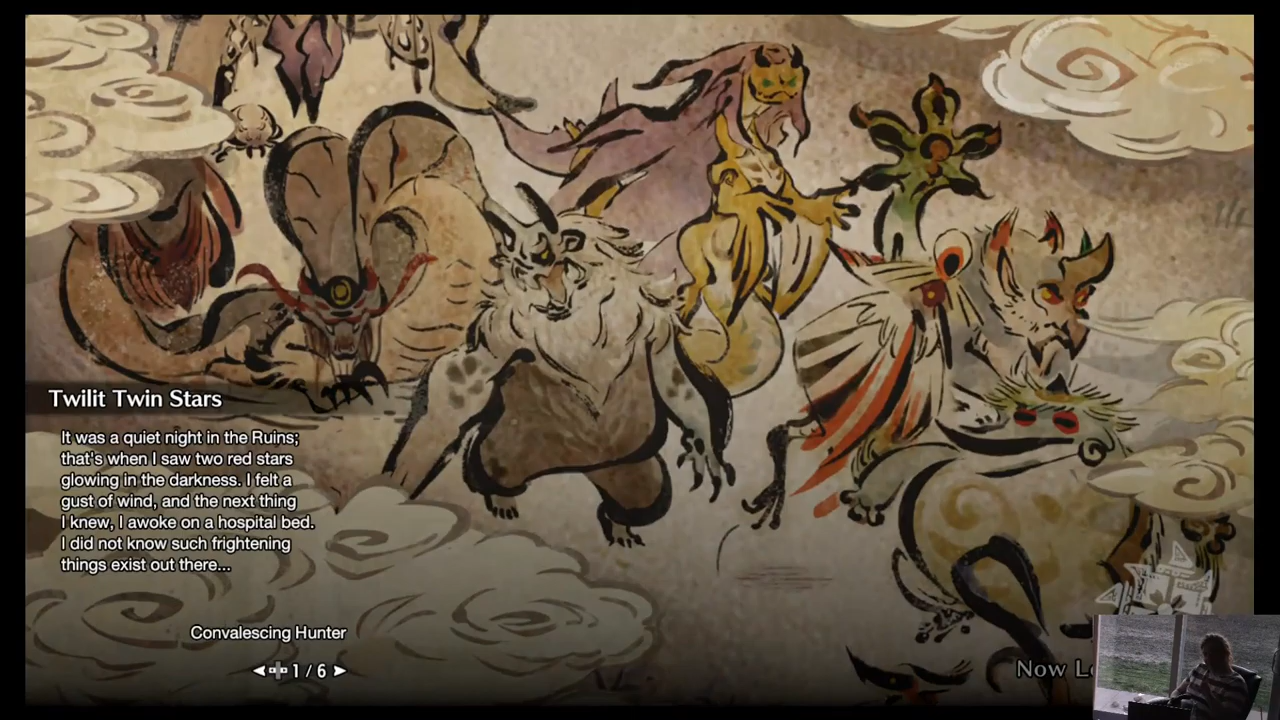 Twilit Twin Stars
It was a quiet night in the Ruins;
that's when I saw two red stars
glowing in the darkness. I felt a
gust of wind, and the next thing
I knew, I awoke on a hospital bed.
I did not know such frightening
things exist out there...
Convalescing Hunter
1 / 6
Now